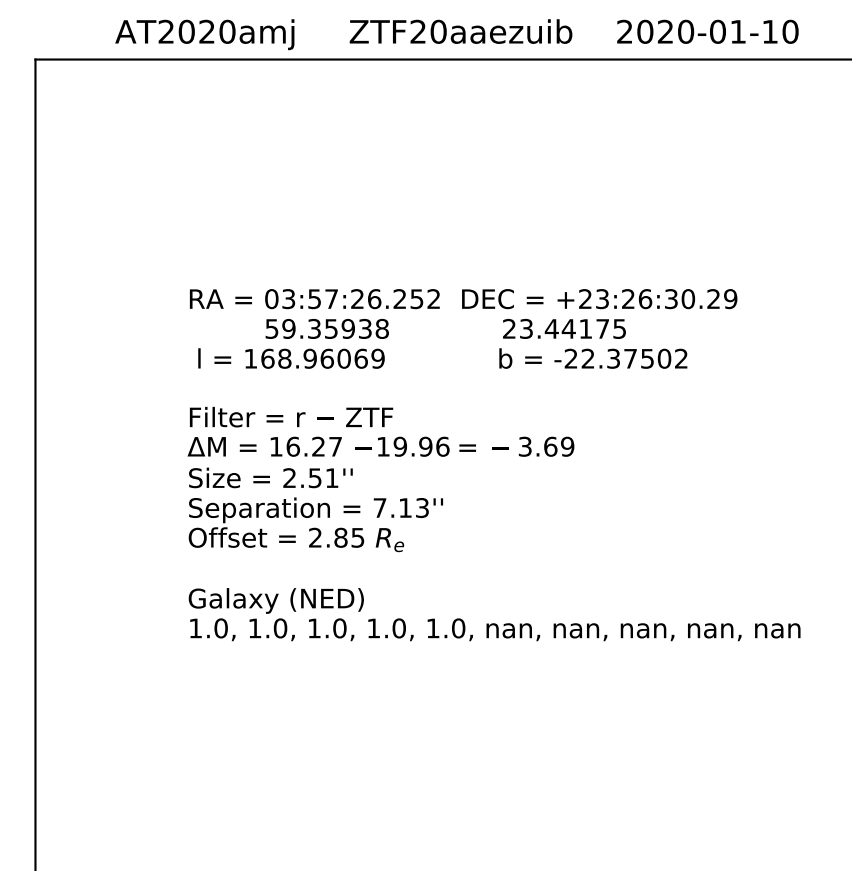 AT2020amj ZTF20aaezuib 2020-01-10
RA = 03:57:26.252 DEC = +23:26:30.29
59.35938 23.44175
l = 168.96069 b = -22.37502
Filter = r − ZTF
ΔM = 16.27 −19.96 = − 3.69
Size = 2.51''
Separation = 7.13''
Offset = 2.85 Re
Galaxy (NED)
1.0, 1.0, 1.0, 1.0, 1.0, nan, nan, nan, nan, nan